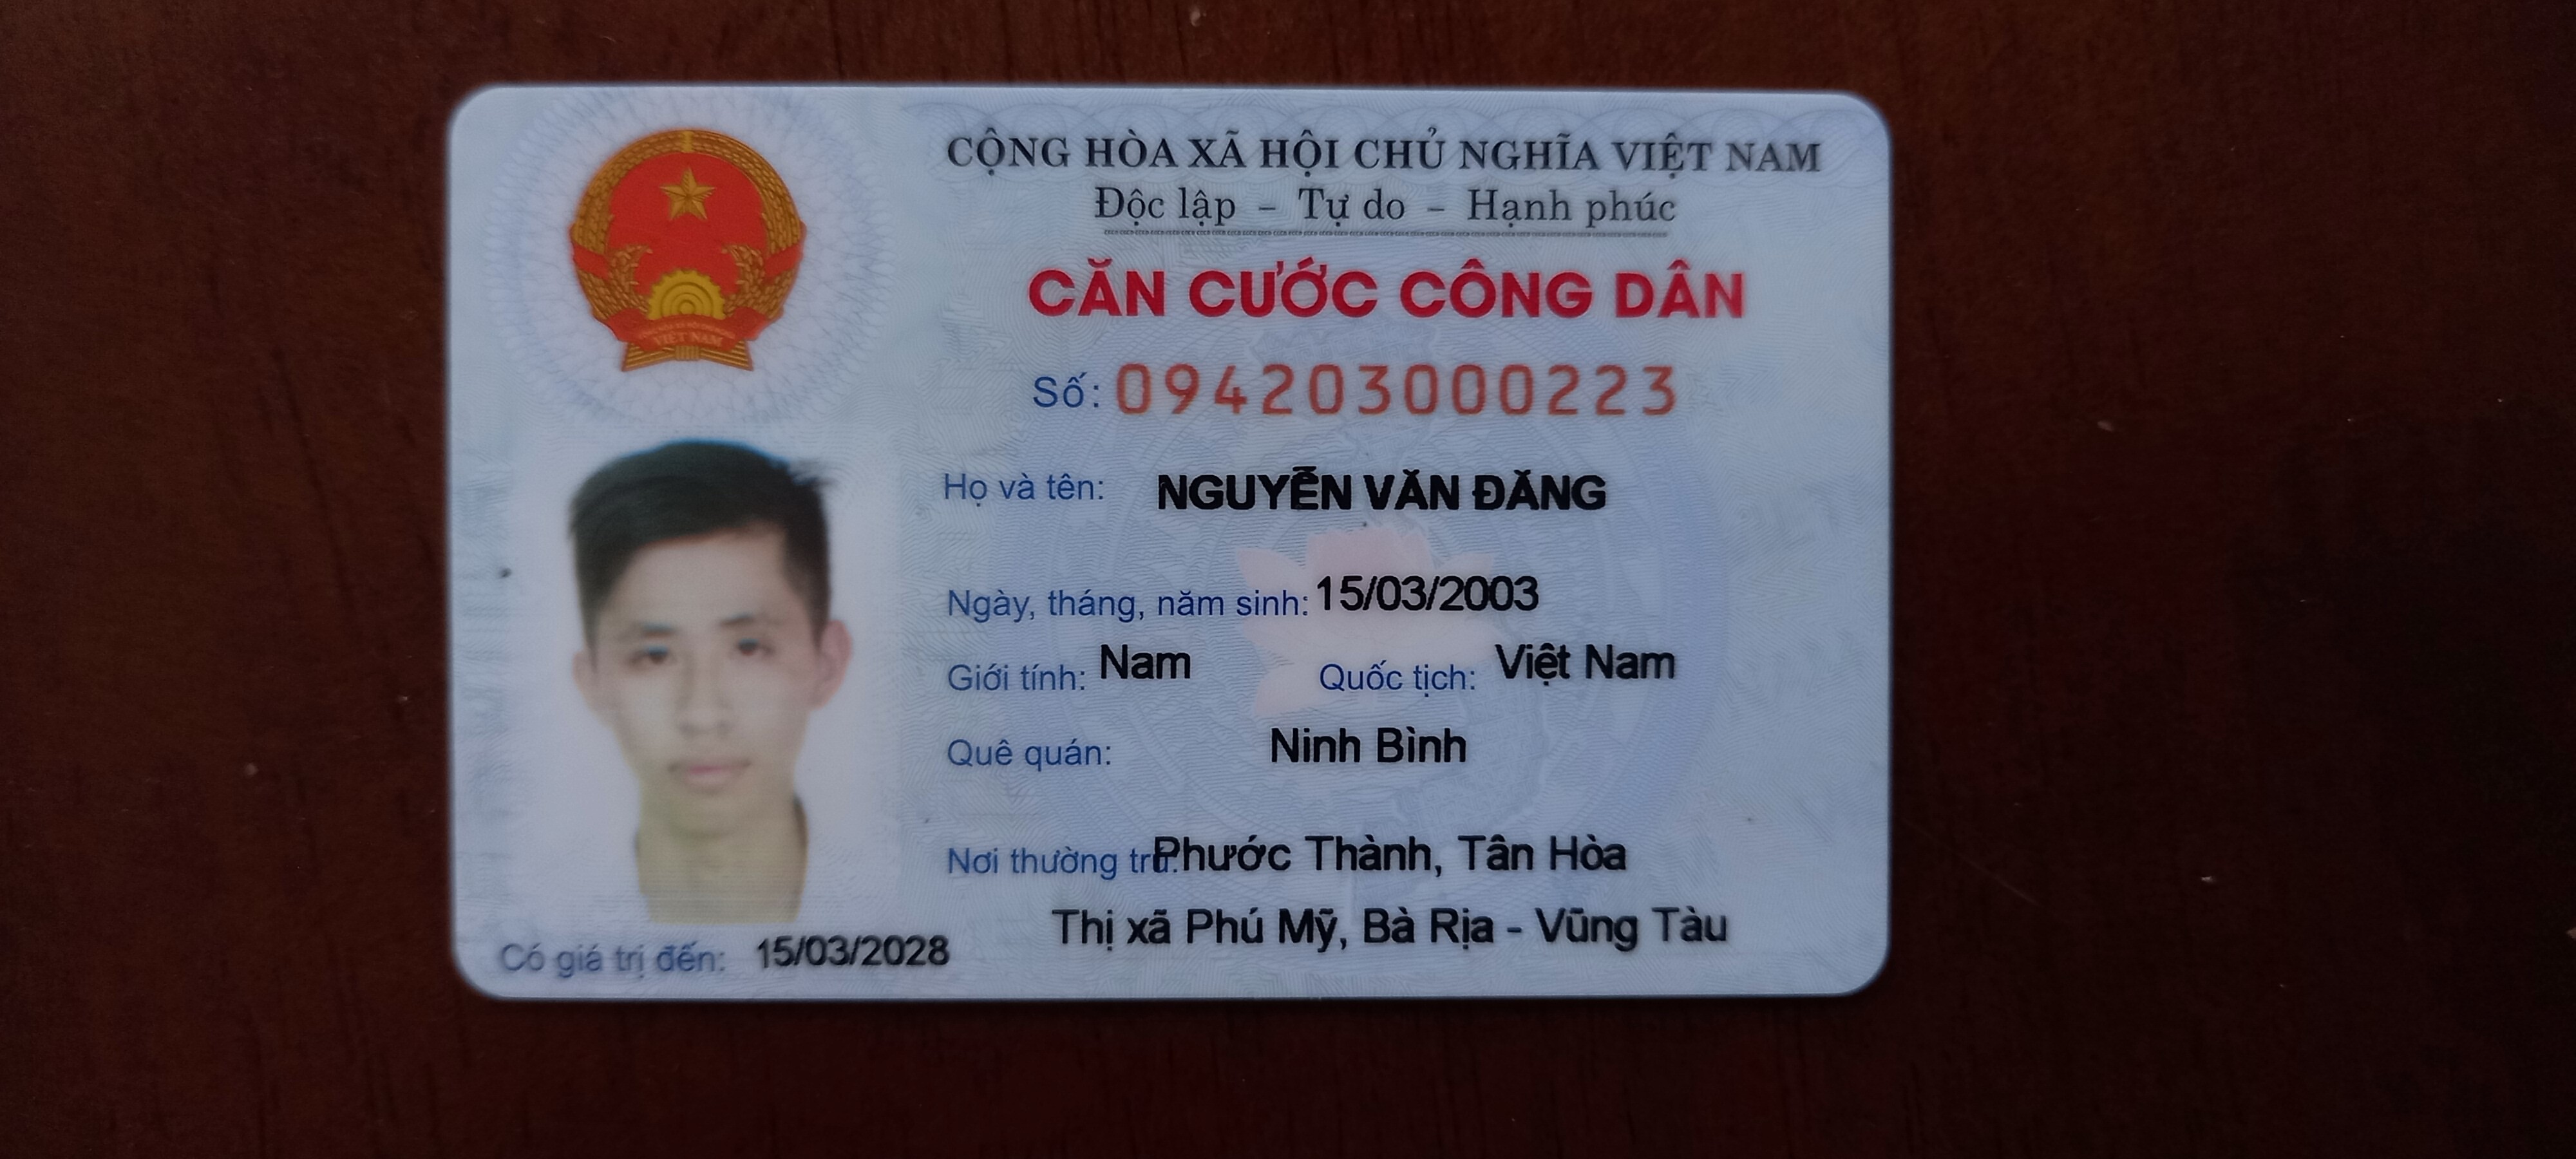 CỘNG HÒA XÃ HỘI CHỦ NGHĨA VIỆT NAM
Độc lập – Tự do – Hạnh phúc
CĂN CƯỚC CÔNG DÂN
Số: 094203000223
Họ và tên: NGUYỄN VĂN ĐĂNG
Ngày, tháng, năm sinh: 15/03/2003
Giới tính: Nam Quốc tịch: Việt Nam
Quê quán: Ninh Bình
Nơi thường trú: Phước Thành, Tân Hòa
Thị xã Phú Mỹ, Bà Rịa - Vũng Tàu
Có giá trị đến: 15/03/2028
VIỆT NAM